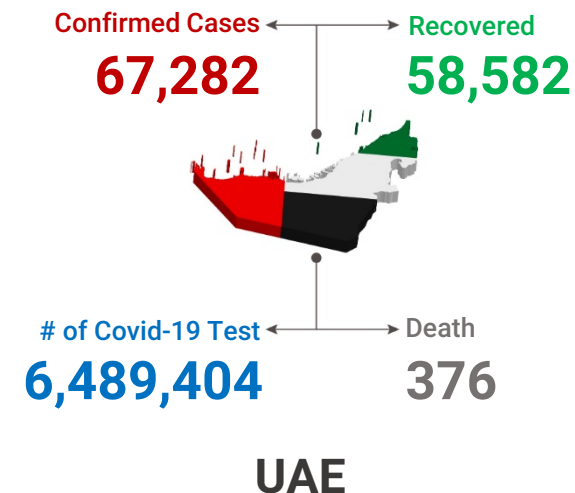 Confirmed Cases
67,282
Recovered
58,582
# of Covid-19 Test
6,489,404
Death
376
UAE